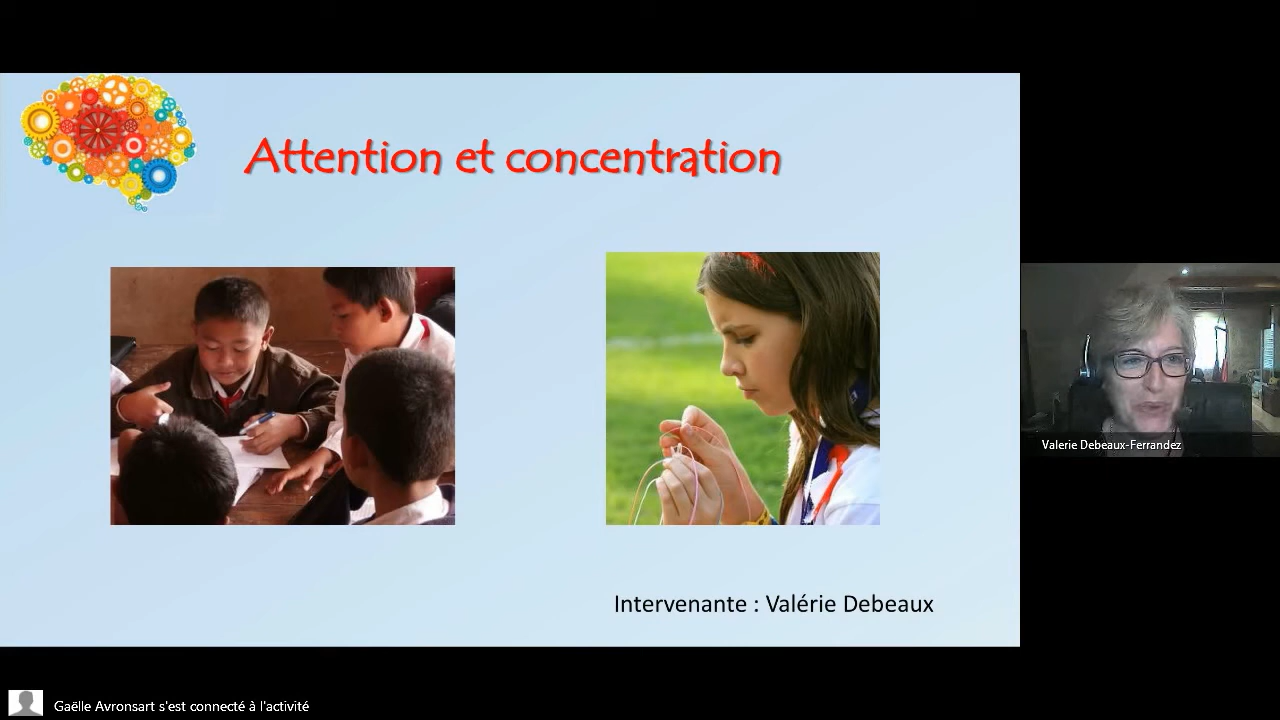 Attention et concentration
Valerie Debeaux-Ferrandez
Intervenante : Valérie Debeaux
Gaëlle Avronsart s'est connecté à l'activité